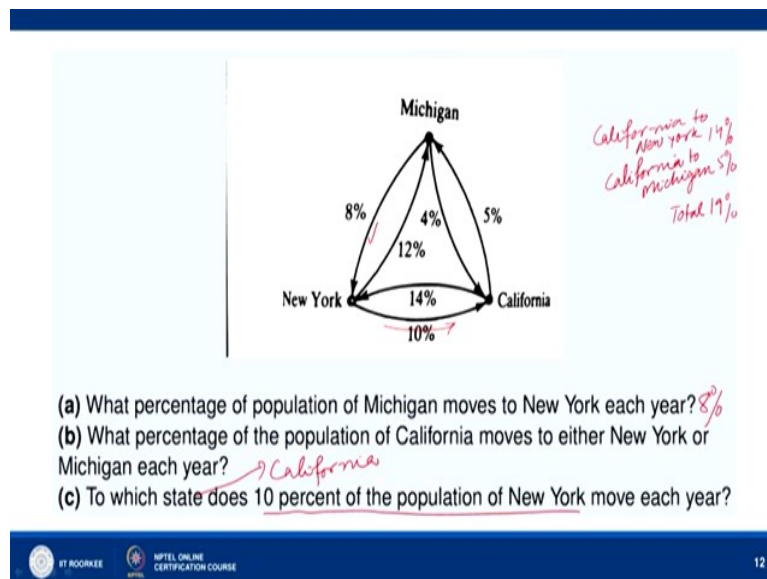 Michigan
California to
New york 14%
California to
Michigan 5%
Total 19%
8%
4%
5%
12%
New York
14%
California
10%
(a) What percentage of population of Michigan moves to New York each year? 8%
(b) What percentage of the population of California moves to either New York or
Michigan each year?
California
(c) To which state does 10 percent of the population of New York move each year?
IIT ROORKEE
NPTEL ONLINE
CERTIFICATION COURSE
12